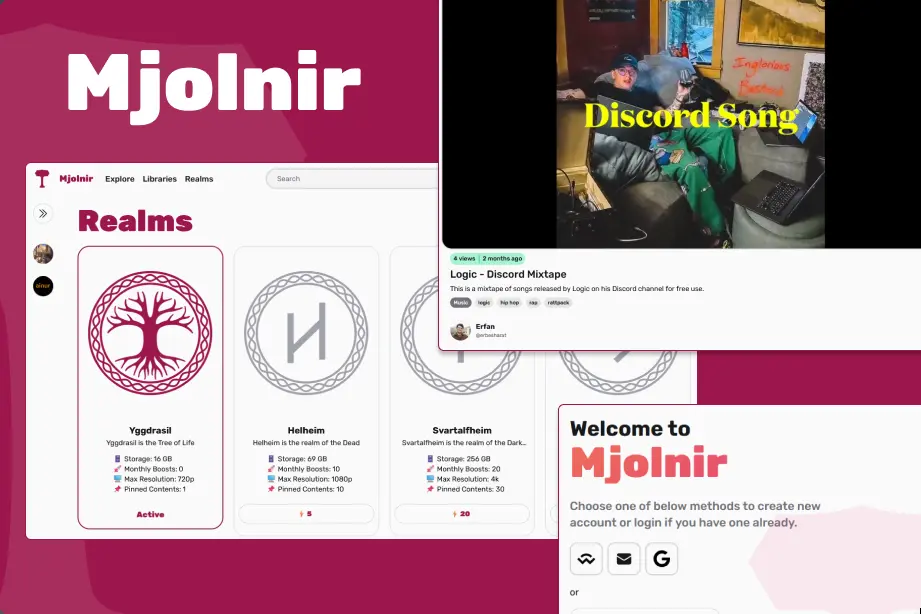 Mjolnir
Mjolnir
Explore
Libraries
Realms
Search
Realms
Yggdrasil
Yggdrasil is the Tree of Life
Storage: 16 GB
Monthly Boosts: 0
Max Resolution: 720p
Pinned Contents: 1
Active
Helheim
Helheim is the realm of the Dead
Storage: 69 GB
Monthly Boosts: 10
Max Resolution: 1080p
Pinned Contents: 10
5
Svartalfheim
Svartalfheim is the realm of the Dark...
Storage: 256 GB
Monthly Boosts: 20
Max Resolution: 4k
Pinned Contents: 30
20
Inglorious
Discord Song
4 views | 2 months ago
Logic - Discord Mixtape
This is a mixtape of songs released by Logic on his Discord channel for free use.
Music logic hip hop rap rattpack
Erfan
Welcome to
Mjolnir
Choose one of below methods to create new
account or login if you have one already.
G
or